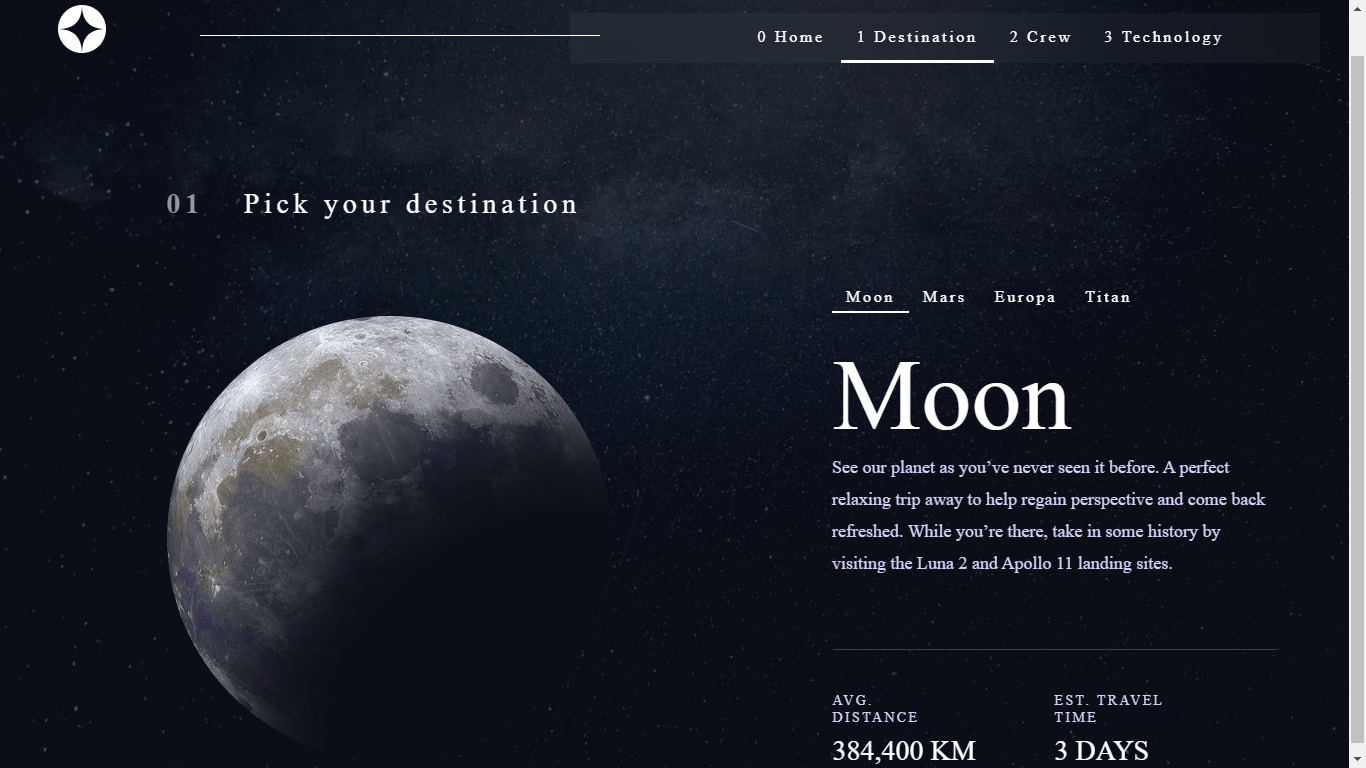 0 Home 1 Destination 2 Crew 3 Technology
01 Pick your destination
Moon Mars Europa Titan
Moon
See our planet as you’ve never seen it before. A perfect
relaxing trip away to help regain perspective and come back
refreshed. While you’re there, take in some history by
visiting the Luna 2 and Apollo 11 landing sites.
AVG.
DISTANCE
384,400 KM
EST. TRAVEL
TIME
3 DAYS